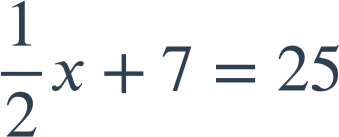 1/2 x + 7 = 25